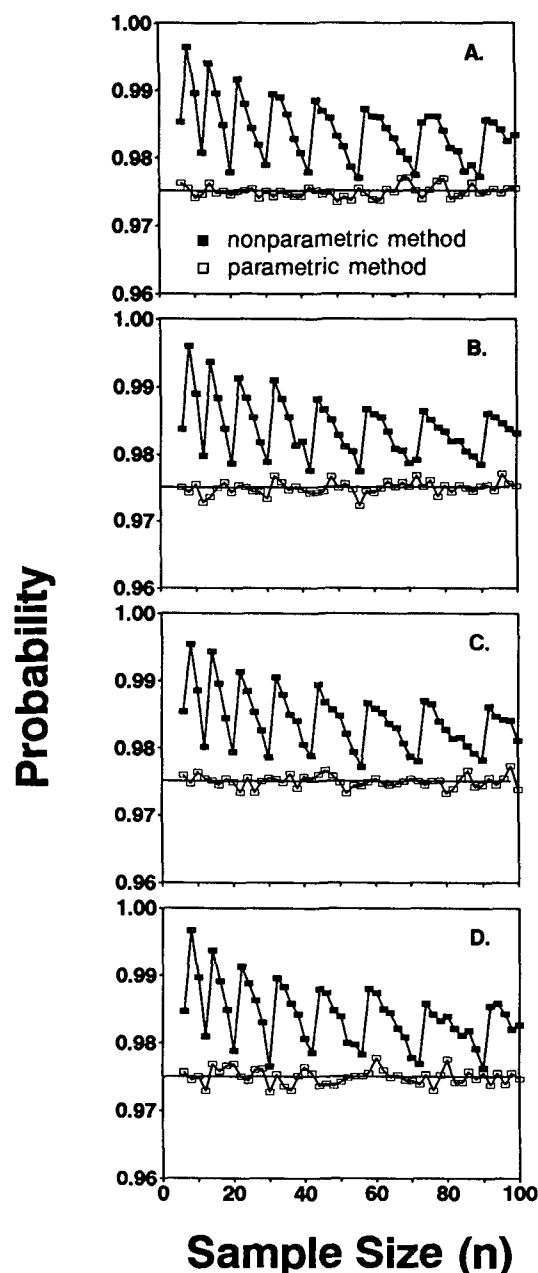 1.00
A.
0.99
0.98
0.97
nonparametric method
parametric method
0.96
1.00
B.
0.99
0.98
0.97
0.96
1.00
C.
0.99
0.98
0.97
0.96
1.00
D.
0.99
0.98
0.97
0.96
0 20 40 60 80 100
Probability
Sample Size (n)